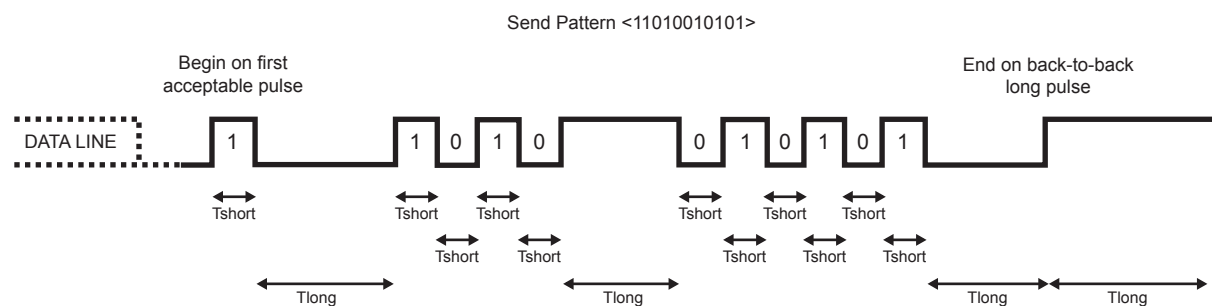 Send Pattern <11010010101>
Begin on first
acceptable pulse
End on back-to-back
long pulse
DATA LINE
1
1 0 1 0
0 1 0 1 0 1
Tshort Tshort Tshort Tshort Tshort Tshort
Tshort Tshort Tshort Tshort Tshort
Tlong Tlong Tlong Tlong